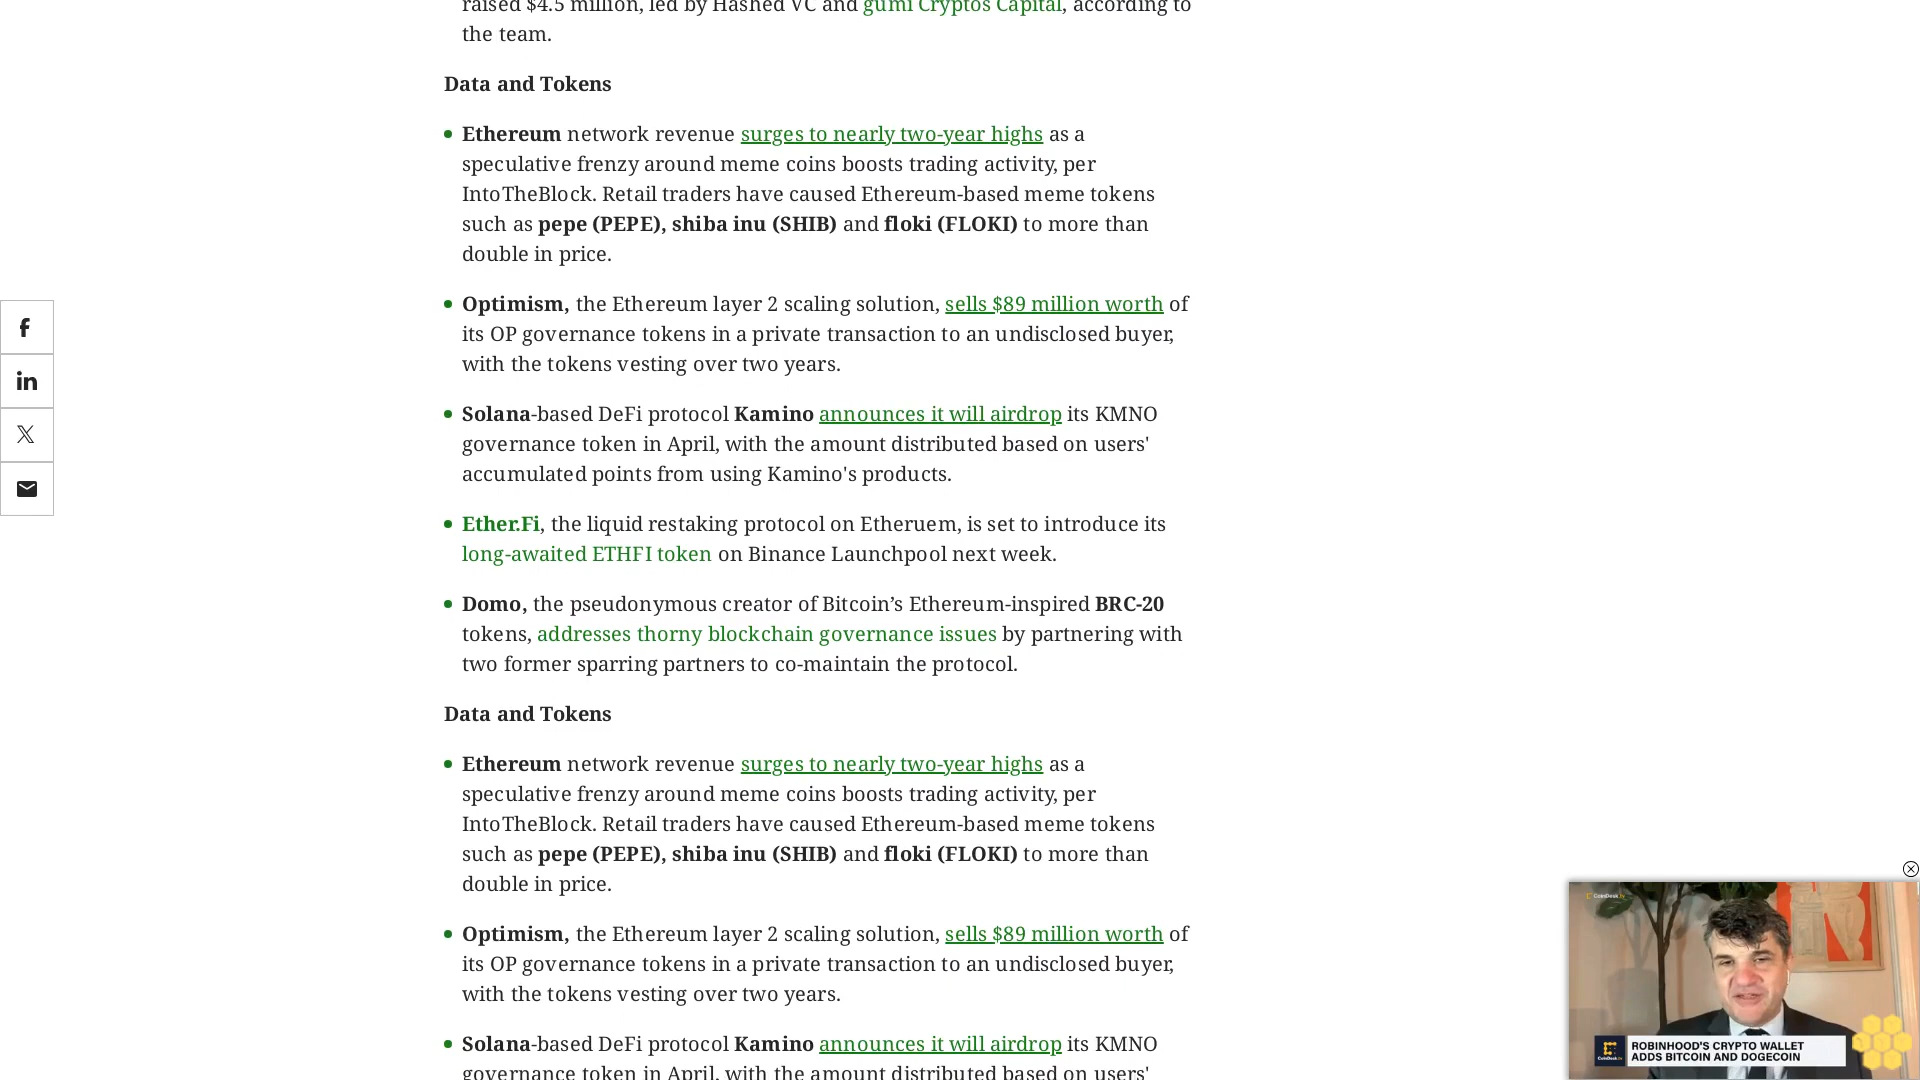 raised $4.5 million, led by Hashed VC and gumi Cryptos Capital, according to
the team.
Data and Tokens
Ethereum network revenue surges to nearly two-year highs as a
speculative frenzy around meme coins boosts trading activity, per
IntoTheBlock. Retail traders have caused Ethereum-based meme tokens
such as pepe (PEPE), shiba inu (SHIB) and floki (FLOKI) to more than
double in price.
Optimism, the Ethereum layer 2 scaling solution, sells $89 million worth of
its OP governance tokens in a private transaction to an undisclosed buyer,
with the tokens vesting over two years.
Solana-based DeFi protocol Kamino announces it will airdrop its KMNO
governance token in April, with the amount distributed based on users'
accumulated points from using Kamino's products.
Ether.Fi, the liquid restaking protocol on Etheruem, is set to introduce its
long-awaited ETHFI token on Binance Launchpool next week.
Domo, the pseudonymous creator of Bitcoin’s Ethereum-inspired BRC-20
tokens, addresses thorny blockchain governance issues by partnering with
two former sparring partners to co-maintain the protocol.
Data and Tokens
Ethereum network revenue surges to nearly two-year highs as a
speculative frenzy around meme coins boosts trading activity, per
IntoTheBlock. Retail traders have caused Ethereum-based meme tokens
such as pepe (PEPE), shiba inu (SHIB) and floki (FLOKI) to more than
double in price.
Optimism, the Ethereum layer 2 scaling solution, sells $89 million worth of
its OP governance tokens in a private transaction to an undisclosed buyer,
with the tokens vesting over two years.
Solana-based DeFi protocol Kamino announces it will airdrop its KMNO
governance token in April, with the amount distributed based on users'
CoinDesk TV
CoinDesk TV
ROBINHOOD'S CRYPTO WALLET
ADDS BITCOIN AND DOGECOIN